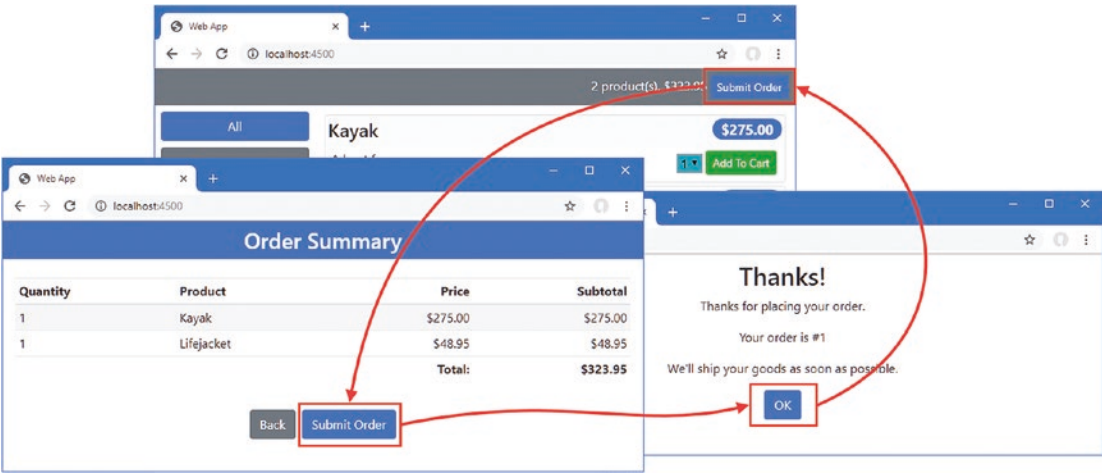 Web App
localhost:4500
2 product(s), $323.95 Submit Order
All
Kayak
$275.00
1 Add To Cart
Web App
localhost:4500
Order Summary
Quantity Product Price Subtotal
1 Kayak $275.00 $275.00
1 Lifejacket $48.95 $48.95
Total: $323.95
Back Submit Order
Thanks!
Thanks for placing your order.
Your order is #1
We'll ship your goods as soon as possible.
OK